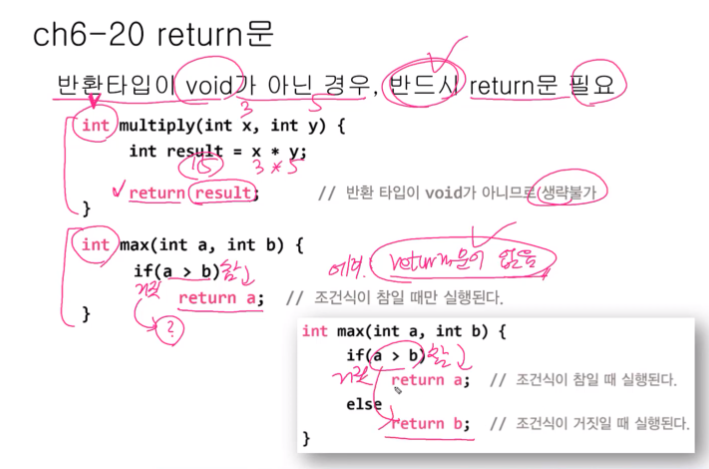 ch6-20 return문
반환타입이 void가 아닌 경우, 반드시 return문 필요
3 5
int multiply(int x, int y) {
int result = x * y;
15 3 * 5
return result; // 반환 타입이 void가 아니므로(생략불가
}
int max(int a, int b) {
if(a > b) 참 에러. return문이 없음
거짓 return a; // 조건식이 참일 때만 실행된다.
} ?
int max(int a, int b) {
if(a > b) 참
거짓 return a; // 조건식이 참일 때 실행된다.
else
return b; // 조건식이 거짓일 때 실행된다.
}